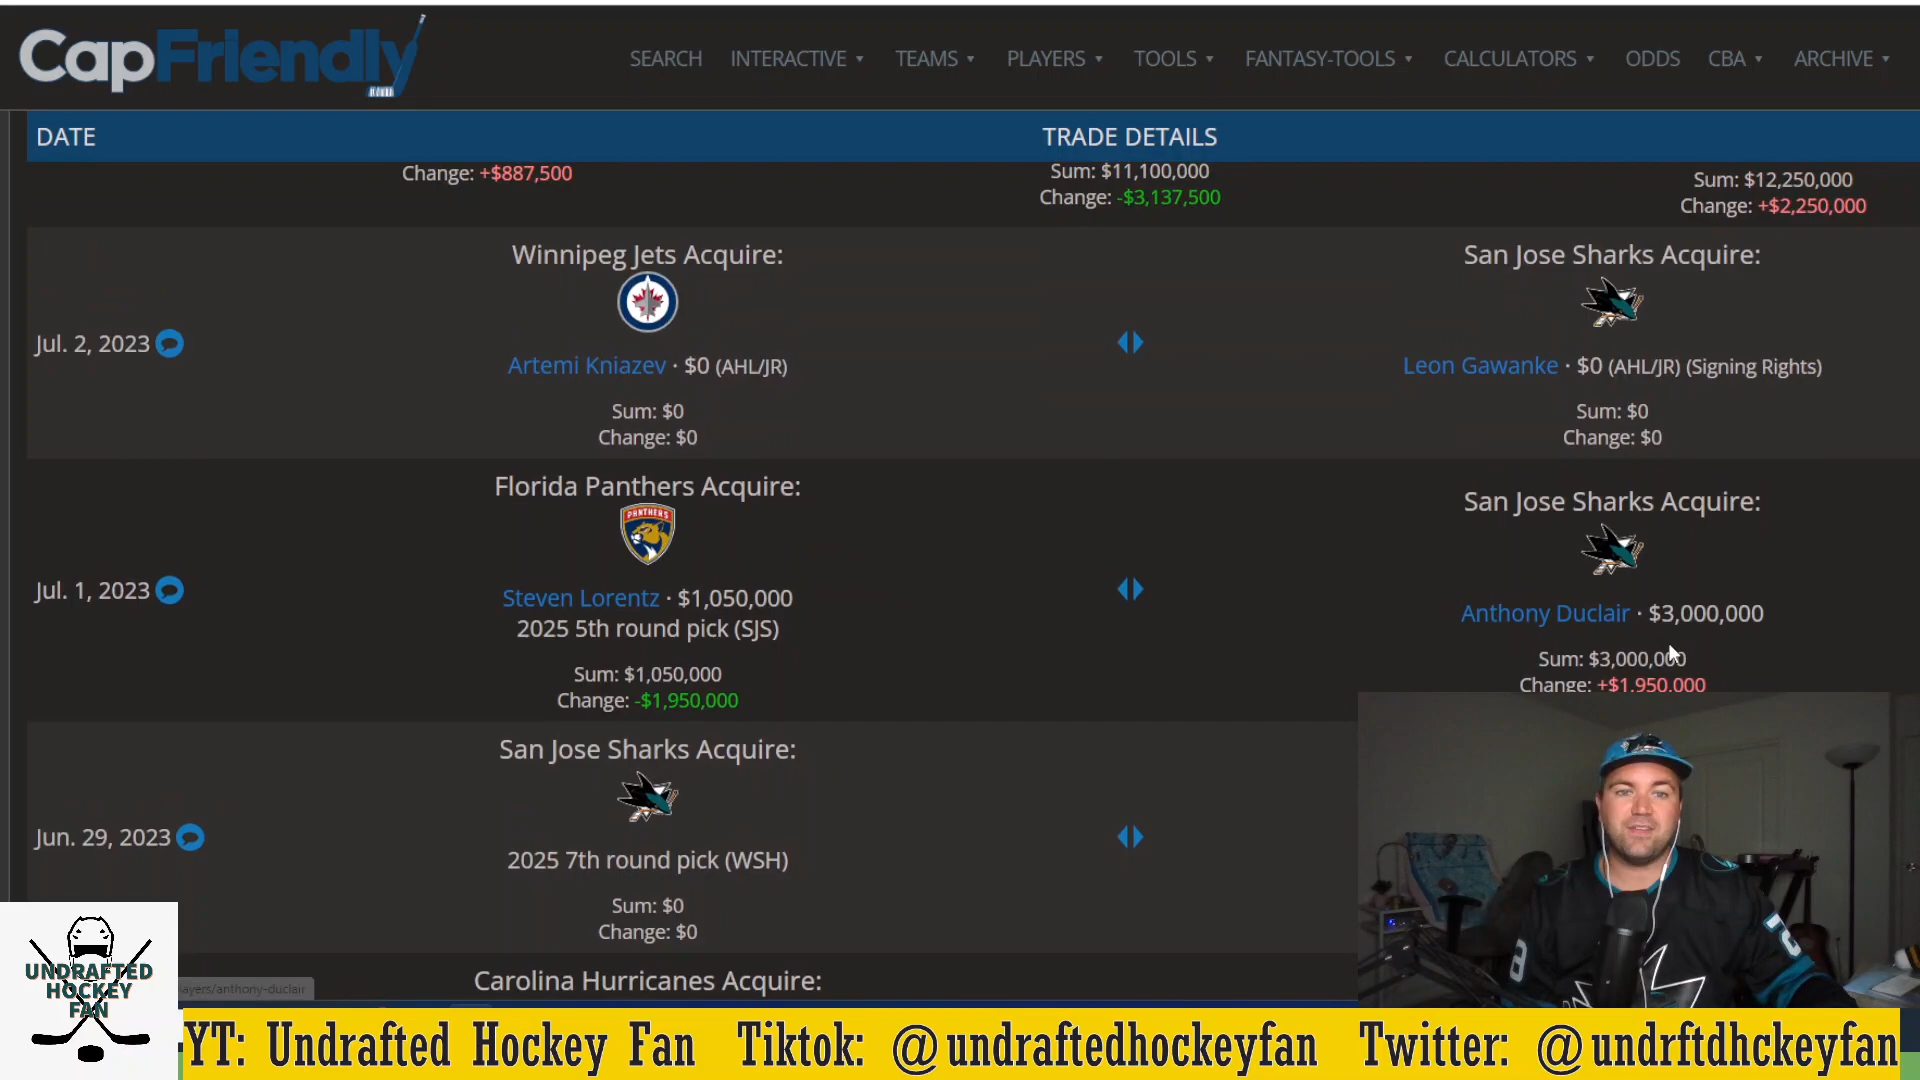 CapFriendly
SEARCH INTERACTIVE TEAMS PLAYERS TOOLS FANTASY-TOOLS CALCULATORS ODDS CBA ARCHIVE
DATE TRADE DETAILS
Change: +$887,500
Sum: $11,100,000
Change: -$3,137,500
Sum: $12,250,000
Change: +$2,250,000
Jul. 2, 2023
Winnipeg Jets Acquire:
Artemi Kniazev · $0 (AHL/JR)
Sum: $0
Change: $0
San Jose Sharks Acquire:
Leon Gawanke · $0 (AHL/JR) (Signing Rights)
Sum: $0
Change: $0
Jul. 1, 2023
Florida Panthers Acquire:
PANTHERS
Steven Lorentz · $1,050,000
2025 5th round pick (SJS)
Sum: $1,050,000
Change: -$1,950,000
San Jose Sharks Acquire:
Anthony Duclair · $3,000,000
Sum: $3,000,000
Change: +$1,950,000
Jun. 29, 2023
San Jose Sharks Acquire:
2025 7th round pick (WSH)
Sum: $0
Change: $0
Carolina Hurricanes Acquire:
ayers/anthony-duclair
UNDRAFTED
HOCKEY
FAN
YT: Undrafted Hockey Fan Tiktok: @undraftedhockeyfan Twitter: @undrftdhckeyfan